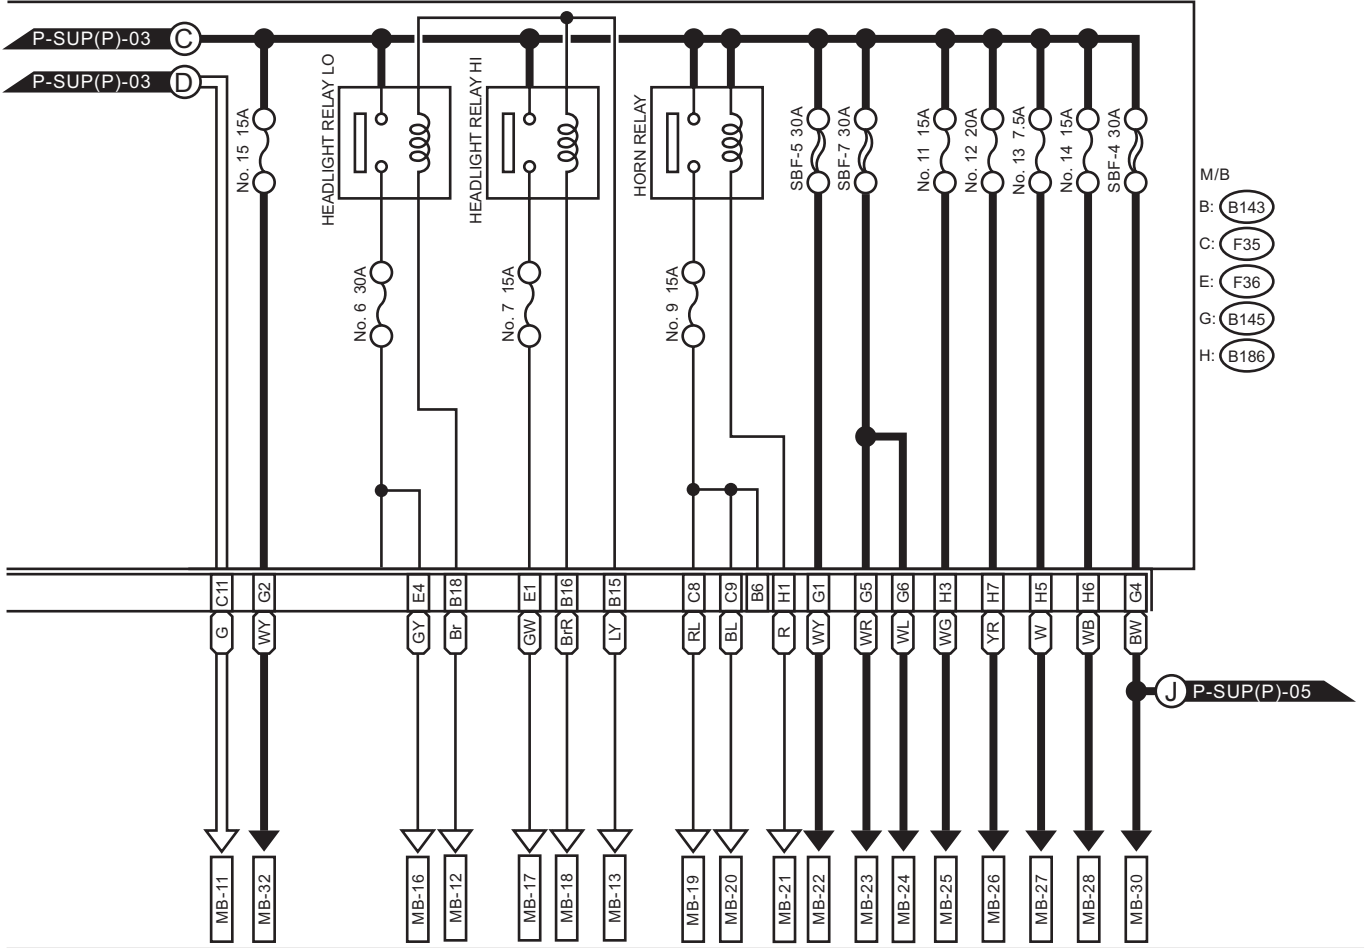 P-SUP(P)-03 C
P-SUP(P)-03 D
No. 15 15A
HEADLIGHT RELAY LO
HEADLIGHT RELAY HI
HORN RELAY
SBF-5 30A
SBF-7 30A
No. 11 15A
No. 12 20A
No. 13 7.5A
No. 14 15A
SBF-4 30A
M/B
B: B143
C: F35
E: F36
G: B145
H: B186
No. 6 30A
No. 7 15A
No. 9 15A
C11 G2 E4 B18 E1 B16 B15 C8 C9 B6 H1 G1 G5 G6 H3 H7 H5 H6 G4
G WY GY Br GW BrR LY RL BL R WY WR WL WG YR W WB BW
J P-SUP(P)-05
MB-11 MB-32 MB-16 MB-12 MB-17 MB-18 MB-13 MB-19 MB-20 MB-21 MB-22 MB-23 MB-24 MB-25 MB-26 MB-27 MB-28 MB-30